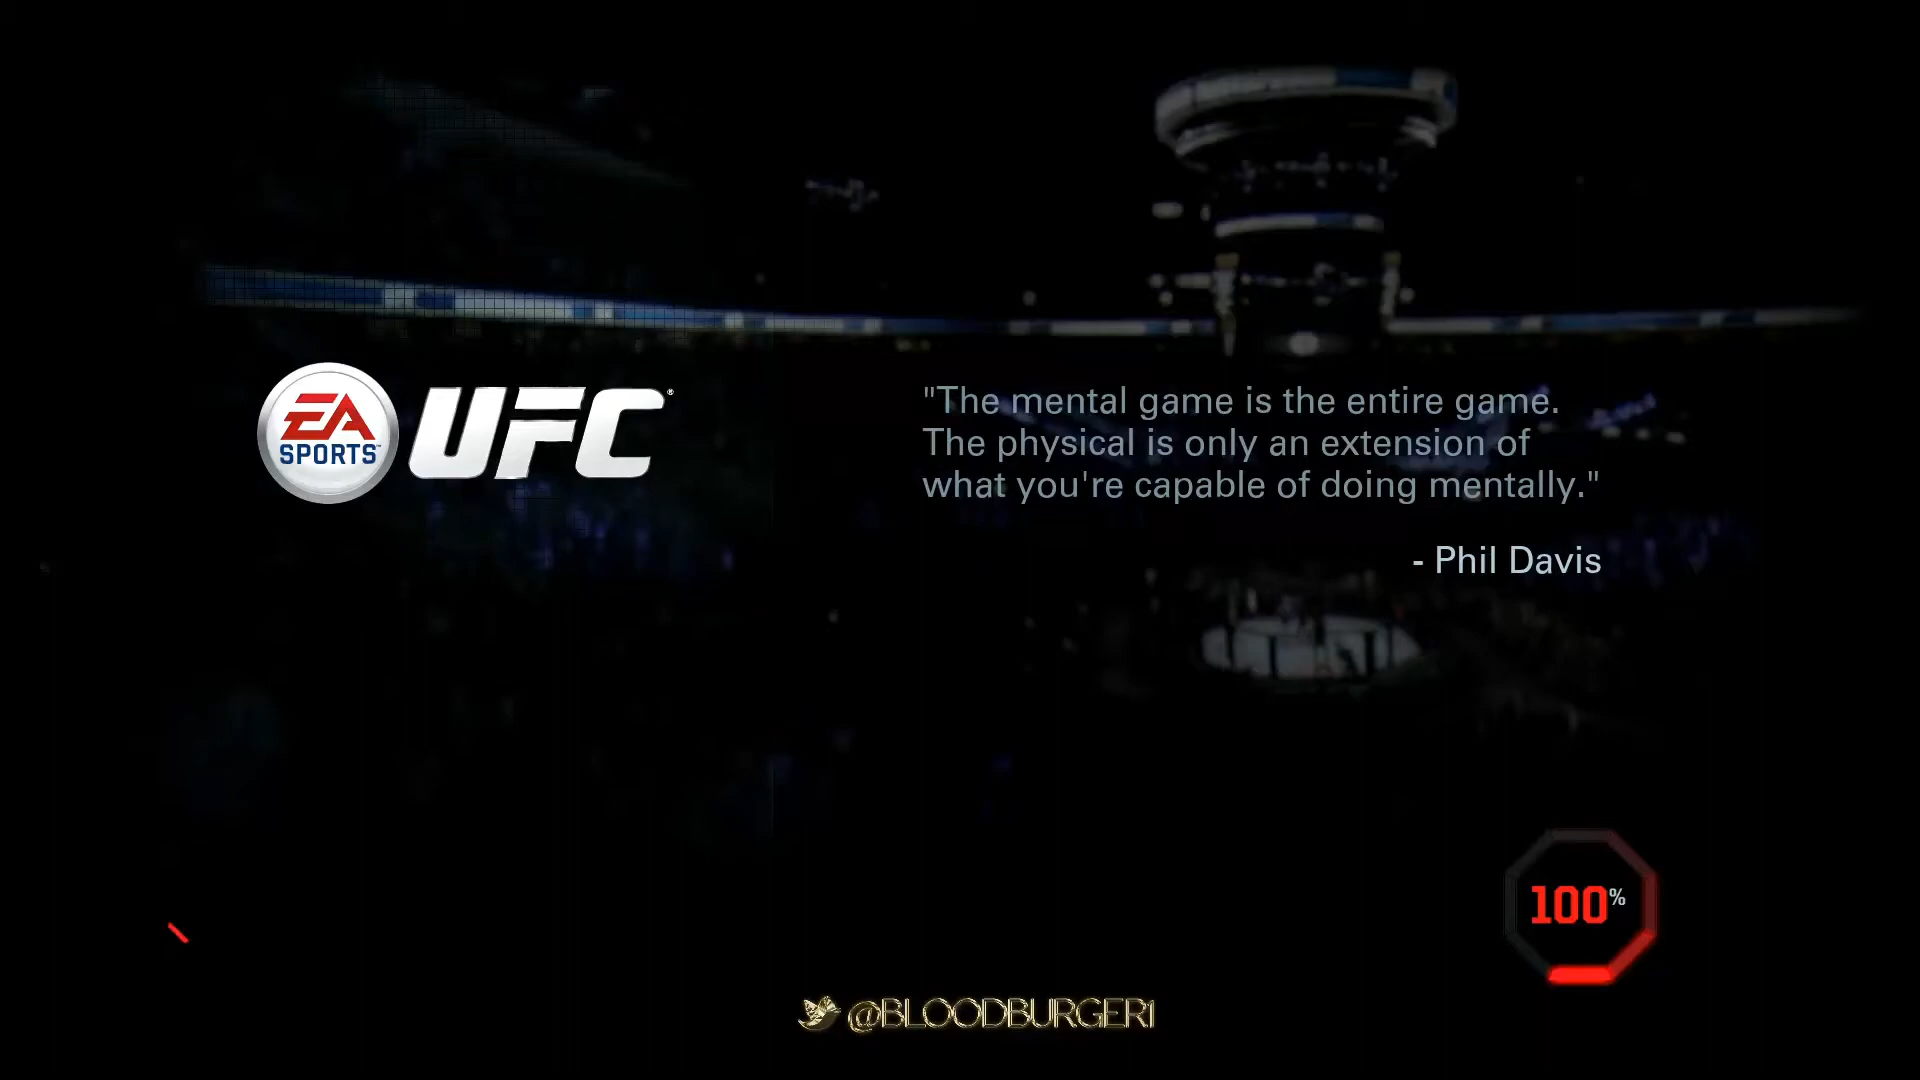 EA
SPORTS™
UFC®
"The mental game is the entire game.
The physical is only an extension of
what you're capable of doing mentally."
- Phil Davis
100%
@BLOODBURGER1